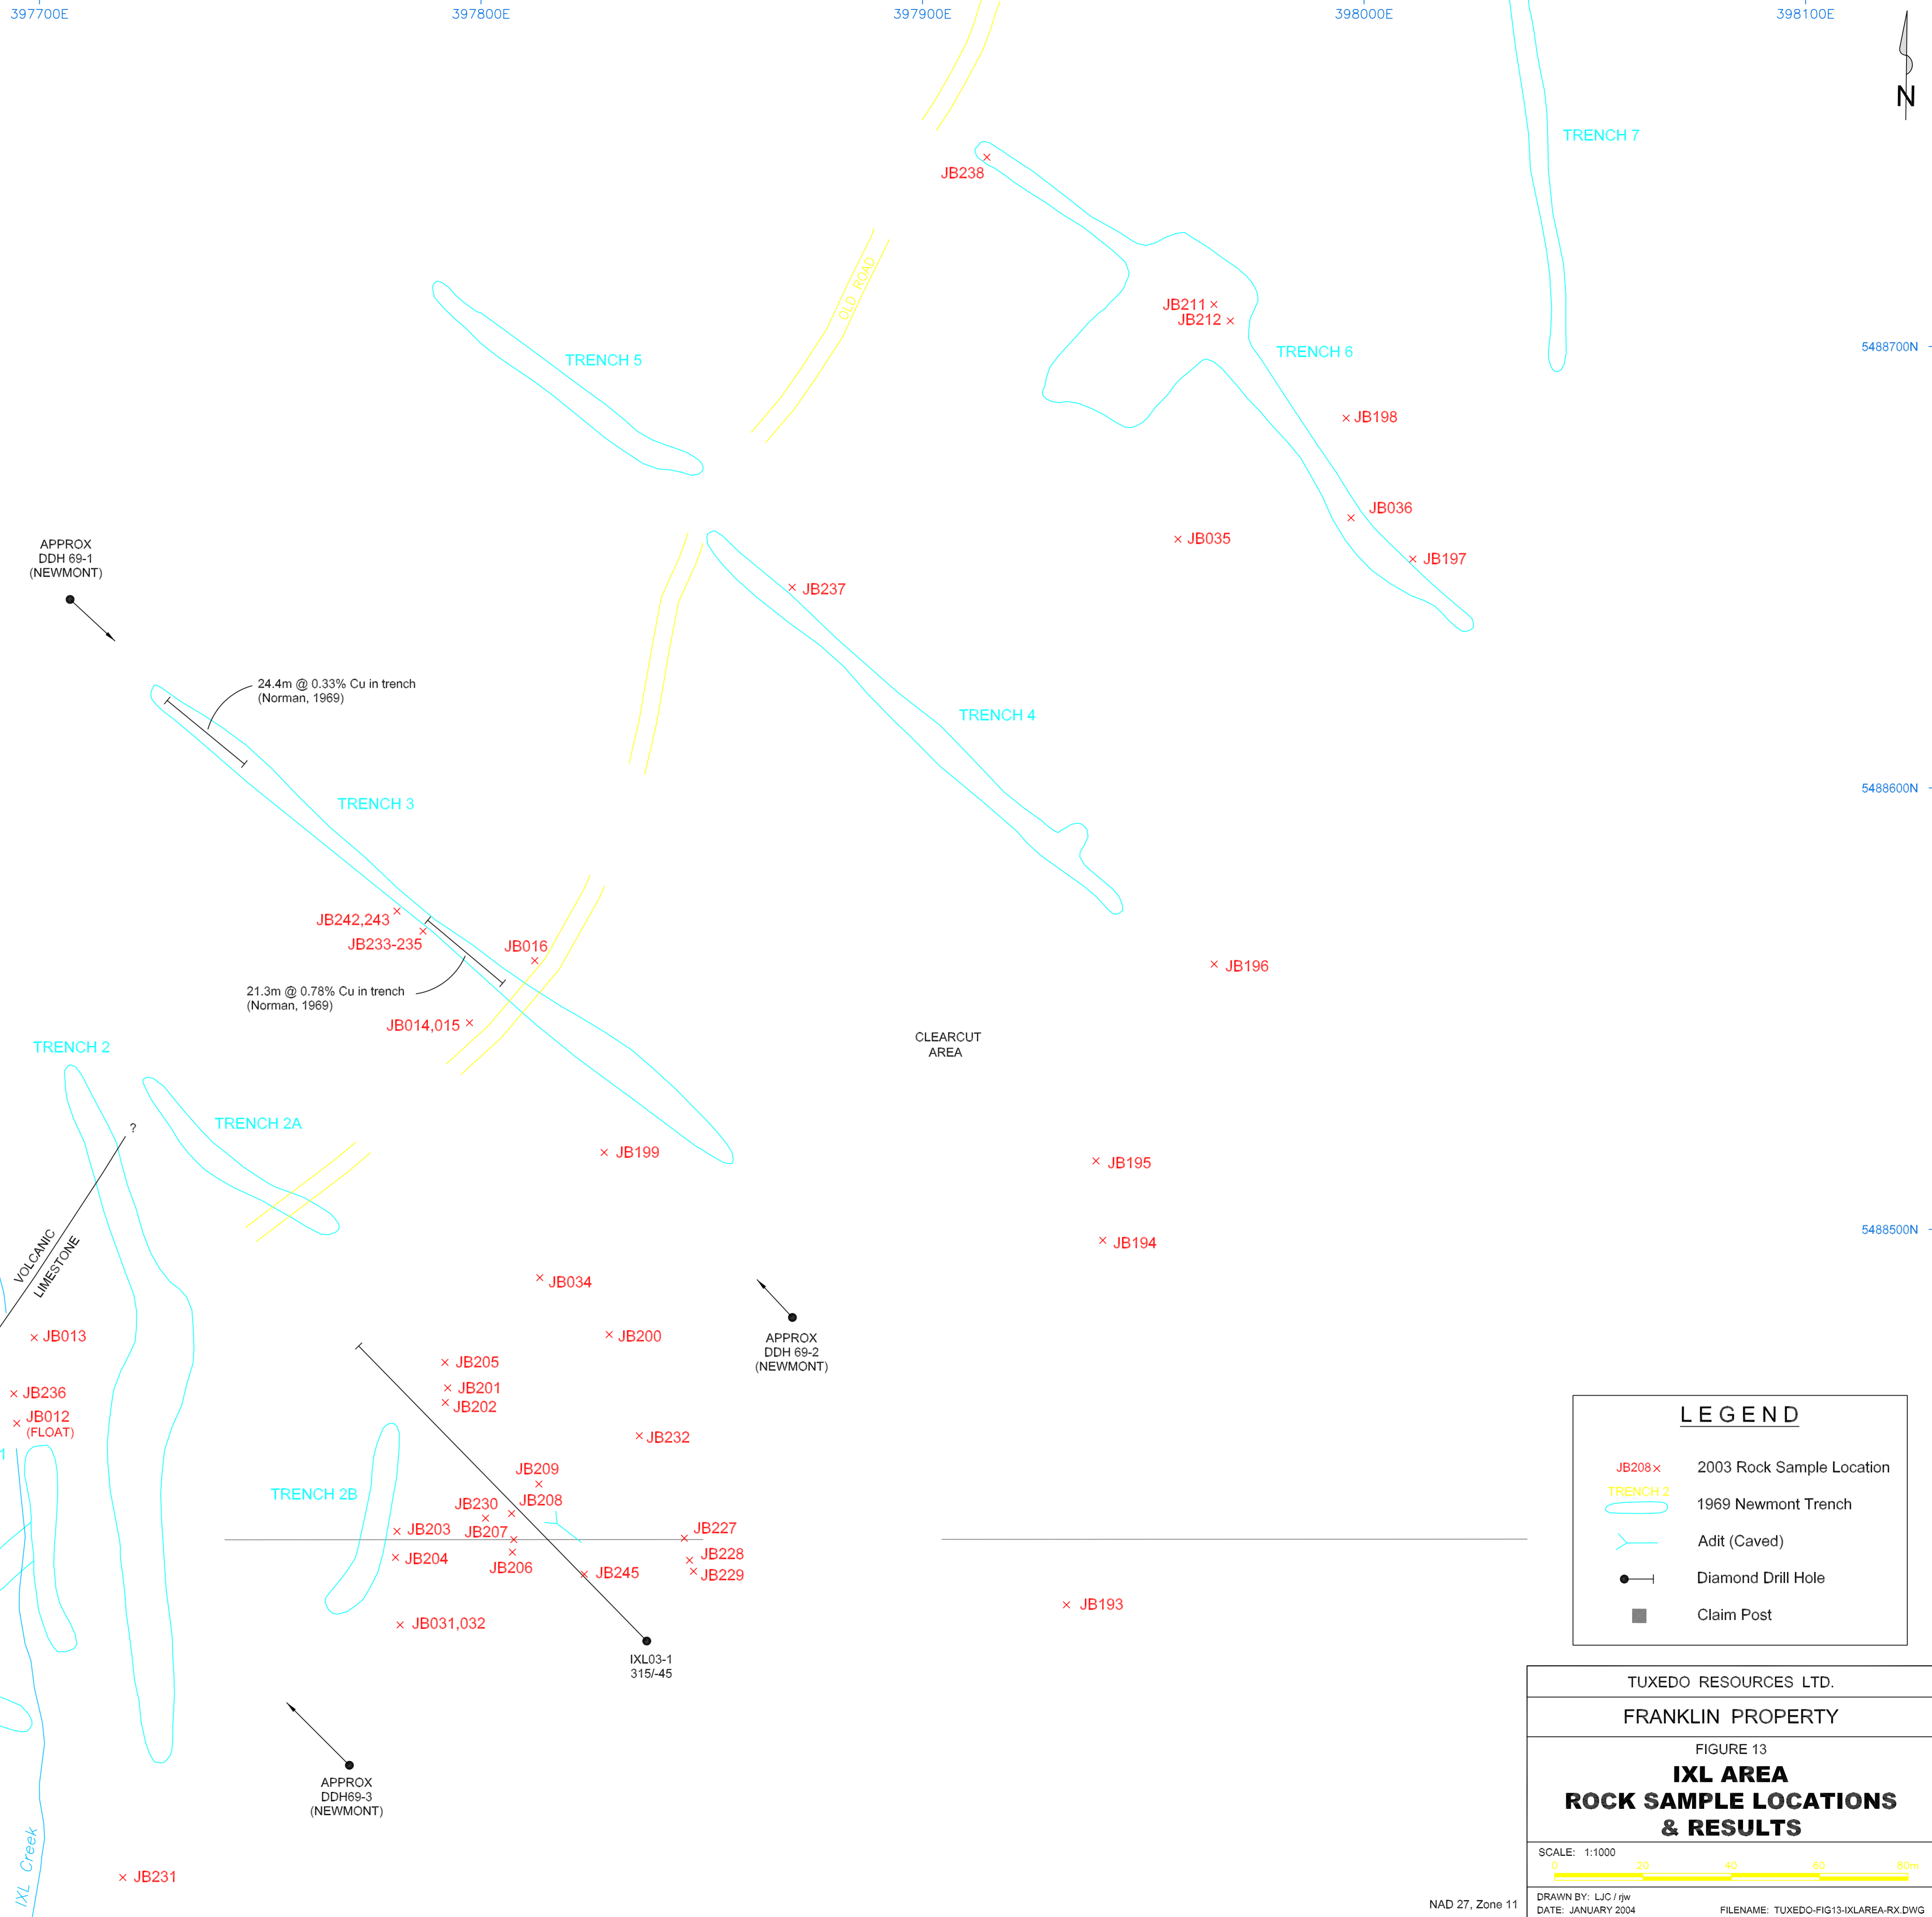 397700E
397800E
397900E
398000E
398100E
N
TRENCH 7
JB238
OLD ROAD
JB211
JB212
TRENCH 6
5488700N
TRENCH 5
JB198
JB036
JB035
JB197
APPROX
DDH 69-1
(NEWMONT)
JB237
24.4m @ 0.33% Cu in trench
(Norman, 1969)
TRENCH 4
5488600N
TRENCH 3
JB242,243
JB233-235
JB016
JB196
21.3m @ 0.78% Cu in trench
(Norman, 1969)
JB014,015
CLEARCUT
AREA
TRENCH 2
TRENCH 2A
?
JB199
JB195
5488500N
JB194
VOLCANIC
LIMESTONE
JB034
JB013
JB200
APPROX
DDH 69-2
(NEWMONT)
JB205
JB201
JB202
JB236
JB012
(FLOAT)
1
JB232
JB209
TRENCH 2B
JB230
JB208
JB203
JB207
JB227
JB204
JB206
JB228
JB245
JB229
JB193
JB031,032
IXL03-1
315/-45
APPROX
DDH69-3
(NEWMONT)
IXL Creek
JB231
LEGEND
JB208
2003 Rock Sample Location
TRENCH 2
1969 Newmont Trench
Adit (Caved)
Diamond Drill Hole
Claim Post
TUXEDO RESOURCES LTD.
FRANKLIN PROPERTY
FIGURE 13
IXL AREA
ROCK SAMPLE LOCATIONS
& RESULTS
SCALE: 1:1000
0 20 40 60 80m
NAD 27, Zone 11
DRAWN BY: LJC / rjw
DATE: JANUARY 2004
FILENAME: TUXEDO-FIG13-IXLAREA-RX.DWG